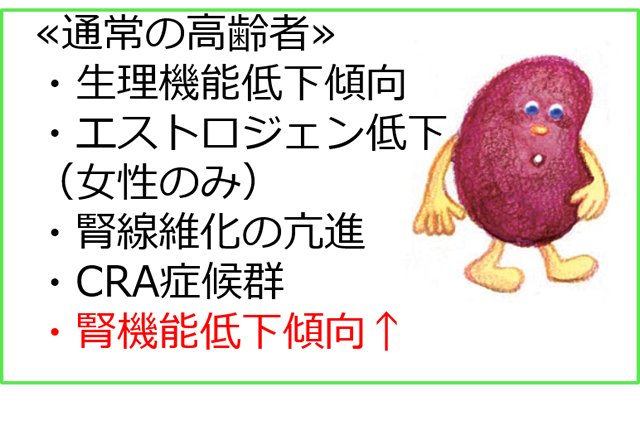 ≪通常の高齢者≫
・生理機能低下傾向
・エストロジェン低下
（女性のみ）
・腎線維化の亢進
・CRA症候群
・腎機能低下傾向↑